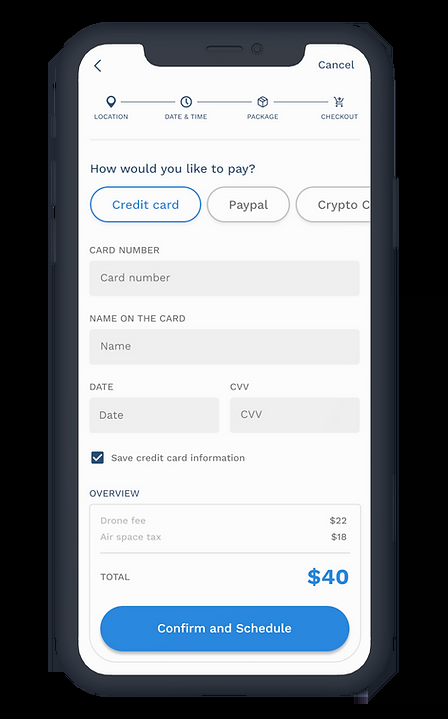 Cancel
LOCATION DATE & TIME PACKAGE CHECKOUT
How would you like to pay?
Credit card Paypal Crypto C
CARD NUMBER
Card number
NAME ON THE CARD
Name
DATE CVV
Date CVV
Save credit card information
OVERVIEW
Drone fee $22
Air space tax $18
TOTAL $40
Confirm and Schedule